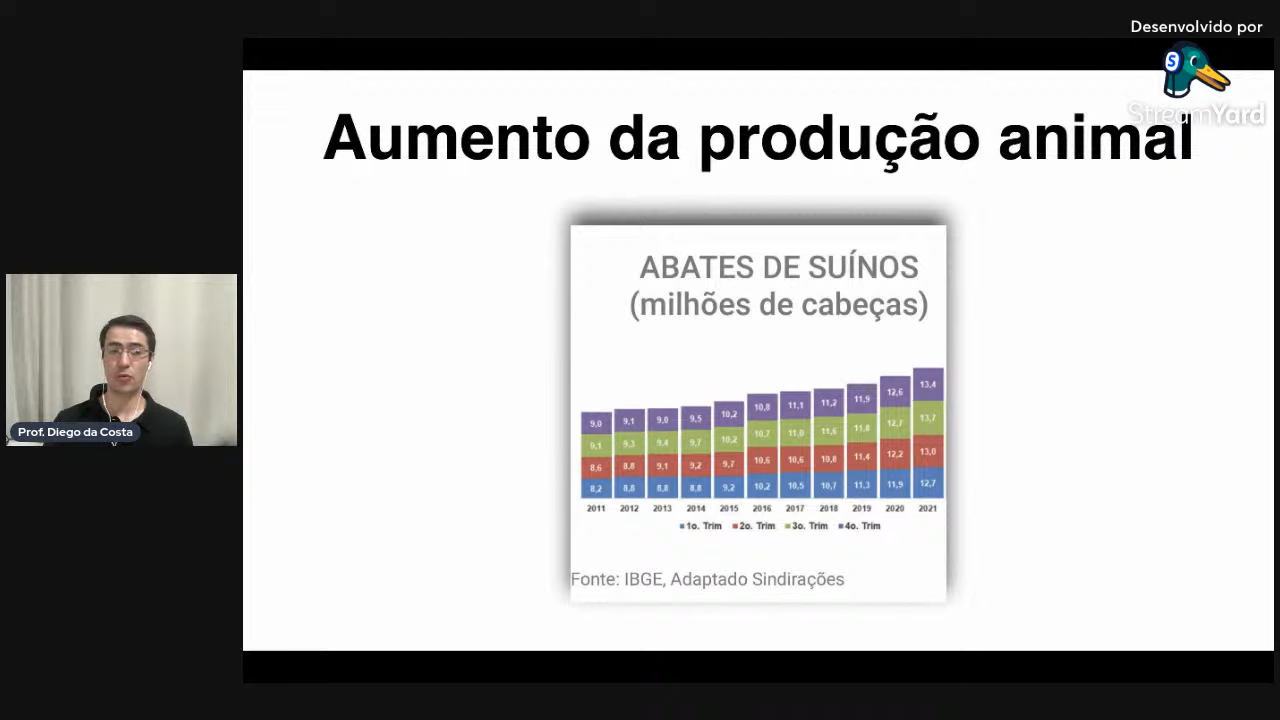 Desenvolvido por
StreamYard
Aumento da produção animal
ABATES DE SUÍNOS
(milhões de cabeças)
9,0 9,1 9,0 9,5 10,2 10,8 11,1 11,2 11,9 12,6 13,4
9,1 9,3 9,4 9,7 10,2 10,7 11,0 11,6 11,8 12,7 13,7
8,6 8,8 9,1 9,2 9,7 10,6 10,6 10,8 11,4 12,2 13,0
8,2 8,8 8,8 8,8 9,2 10,2 10,5 10,7 11,3 11,9 12,7
2011 2012 2013 2014 2015 2016 2017 2018 2019 2020 2021
1o. Trim 2o. Trim 3o. Trim 4o. Trim
Fonte: IBGE, Adaptado Sindirações
Prof. Diego da Costa